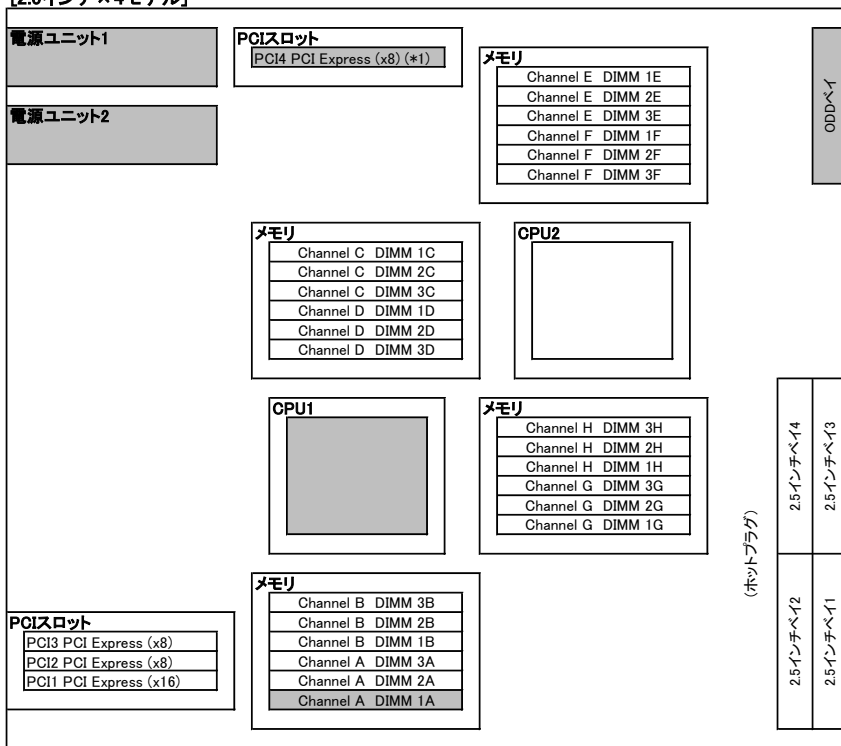 [2.5インチ×4モデル]
電源ユニット1
電源ユニット2
PCIスロット
PCI4 PCI Express (x8) (*1)
メモリ
Channel E DIMM 1E
Channel E DIMM 2E
Channel E DIMM 3E
Channel F DIMM 1F
Channel F DIMM 2F
Channel F DIMM 3F
ODDベイ
メモリ
Channel C DIMM 1C
Channel C DIMM 2C
Channel C DIMM 3C
Channel D DIMM 1D
Channel D DIMM 2D
Channel D DIMM 3D
CPU2
CPU1
メモリ
Channel H DIMM 3H
Channel H DIMM 2H
Channel H DIMM 1H
Channel G DIMM 3G
Channel G DIMM 2G
Channel G DIMM 1G
(ホットプラグ)
2.5インチベイ4
2.5インチベイ3
2.5インチベイ2
2.5インチベイ1
PCIスロット
PCI3 PCI Express (x8)
PCI2 PCI Express (x8)
PCI1 PCI Express (x16)
メモリ
Channel B DIMM 3B
Channel B DIMM 2B
Channel B DIMM 1B
Channel A DIMM 3A
Channel A DIMM 2A
Channel A DIMM 1A